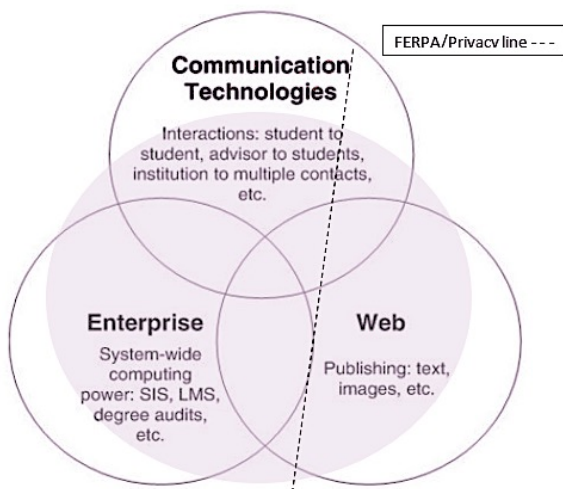 FERPA/Privacy line ---
Communication
Technologies
Interactions: student to
student, advisor to students,
institution to multiple contacts,
etc.
Enterprise
System-wide
computing
power: SIS, LMS,
degree audits,
etc.
Web
Publishing: text,
images, etc.